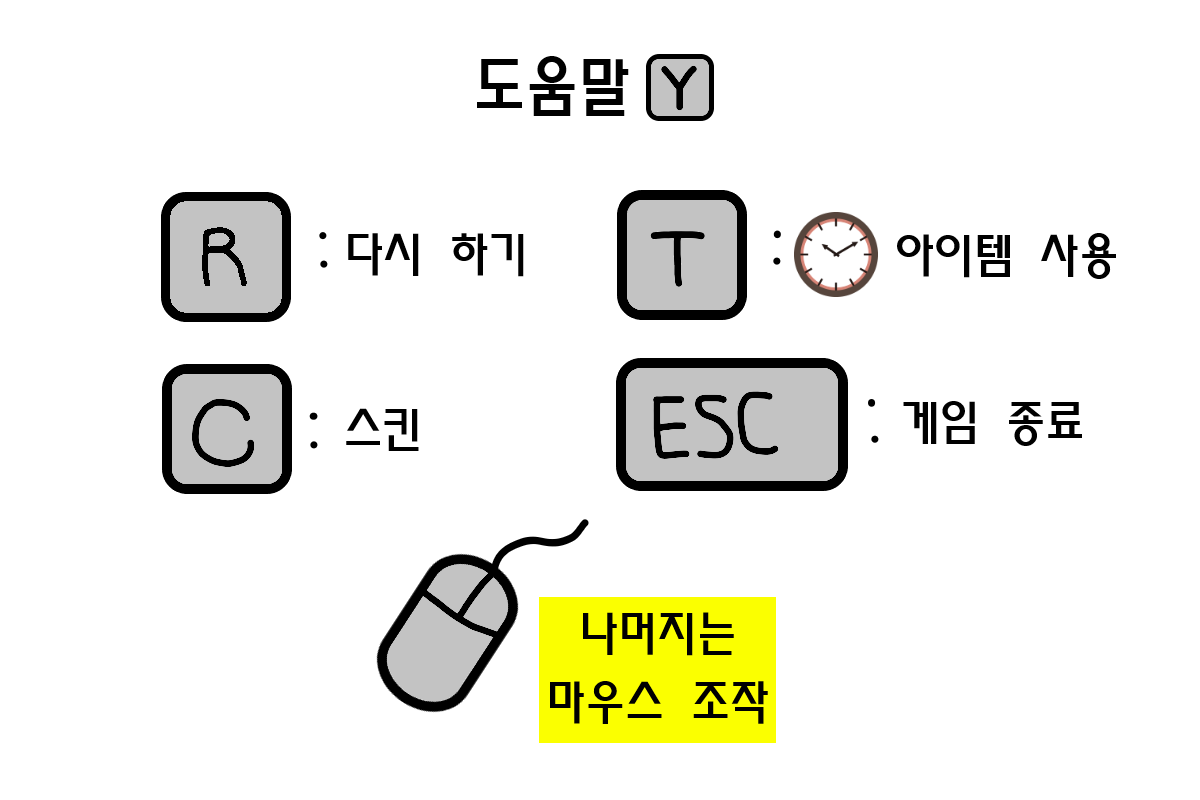 도움말 Y
R : 다시 하기
T : 아이템 사용
C : 스킨
ESC : 게임 종료
나머지는
마우스 조작